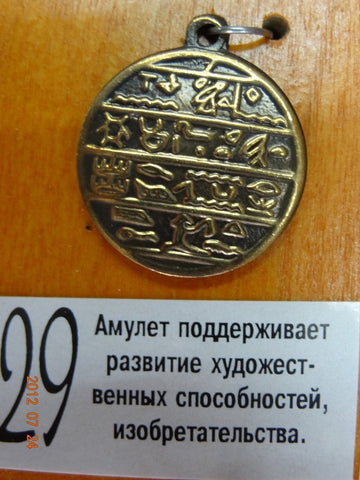 29
Амулет поддерживает
развитие художест-
венных способностей,
изобретательства.
2012 07 24